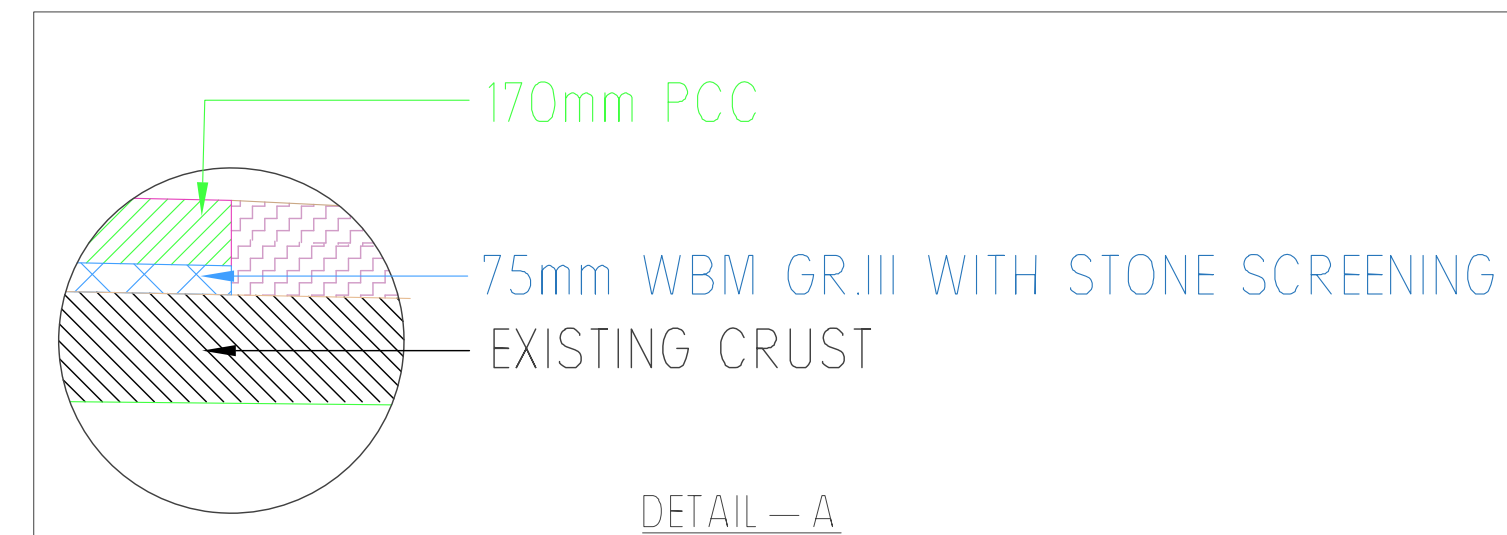 170mm PCC
75mm WBM GR.III WITH STONE SCREENING
EXISTING CRUST
DETAIL — A